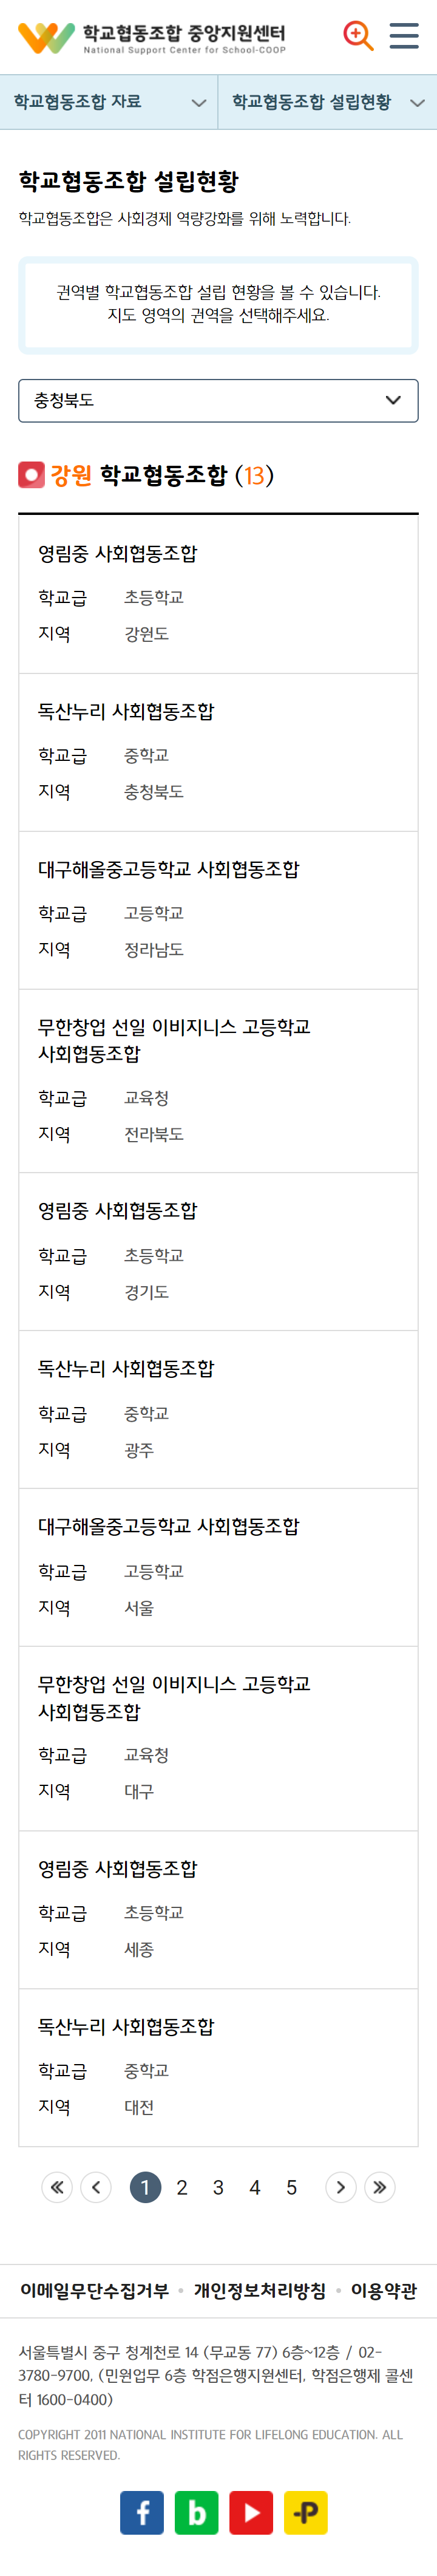 학교협동조합 중앙지원센터
National Support Center for School-COOP
학교협동조합 자료
학교협동조합 설립현황
학교협동조합 설립현황
학교협동조합은 사회경제 역량강화를 위해 노력합니다.
권역별 학교협동조합 설립 현황을 볼 수 있습니다.
지도 영역의 권역을 선택해주세요.
충청북도
강원 학교협동조합 (13)
영림중 사회협동조합
학교급 초등학교
지역 강원도
독산누리 사회협동조합
학교급 중학교
지역 충청북도
대구해올중고등학교 사회협동조합
학교급 고등학교
지역 정라남도
무한창업 선일 이비지니스 고등학교
사회협동조합
학교급 교육청
지역 전라북도
영림중 사회협동조합
학교급 초등학교
지역 경기도
독산누리 사회협동조합
학교급 중학교
지역 광주
대구해올중고등학교 사회협동조합
학교급 고등학교
지역 서울
무한창업 선일 이비지니스 고등학교
사회협동조합
학교급 교육청
지역 대구
영림중 사회협동조합
학교급 초등학교
지역 세종
독산누리 사회협동조합
학교급 중학교
지역 대전
1 2 3 4 5
이메일무단수집거부 • 개인정보처리방침 • 이용약관
서울특별시 중구 청계천로 14 (무교동 77) 6층~12층 / 02-
3780-9700, (민원업무 6층 학점은행지원센터, 학점은행제 콜센
터 1600-0400)
COPYRIGHT 2011 NATIONAL INSTITUTE FOR LIFELONG EDUCATION. ALL
RIGHTS RESERVED.
f b P